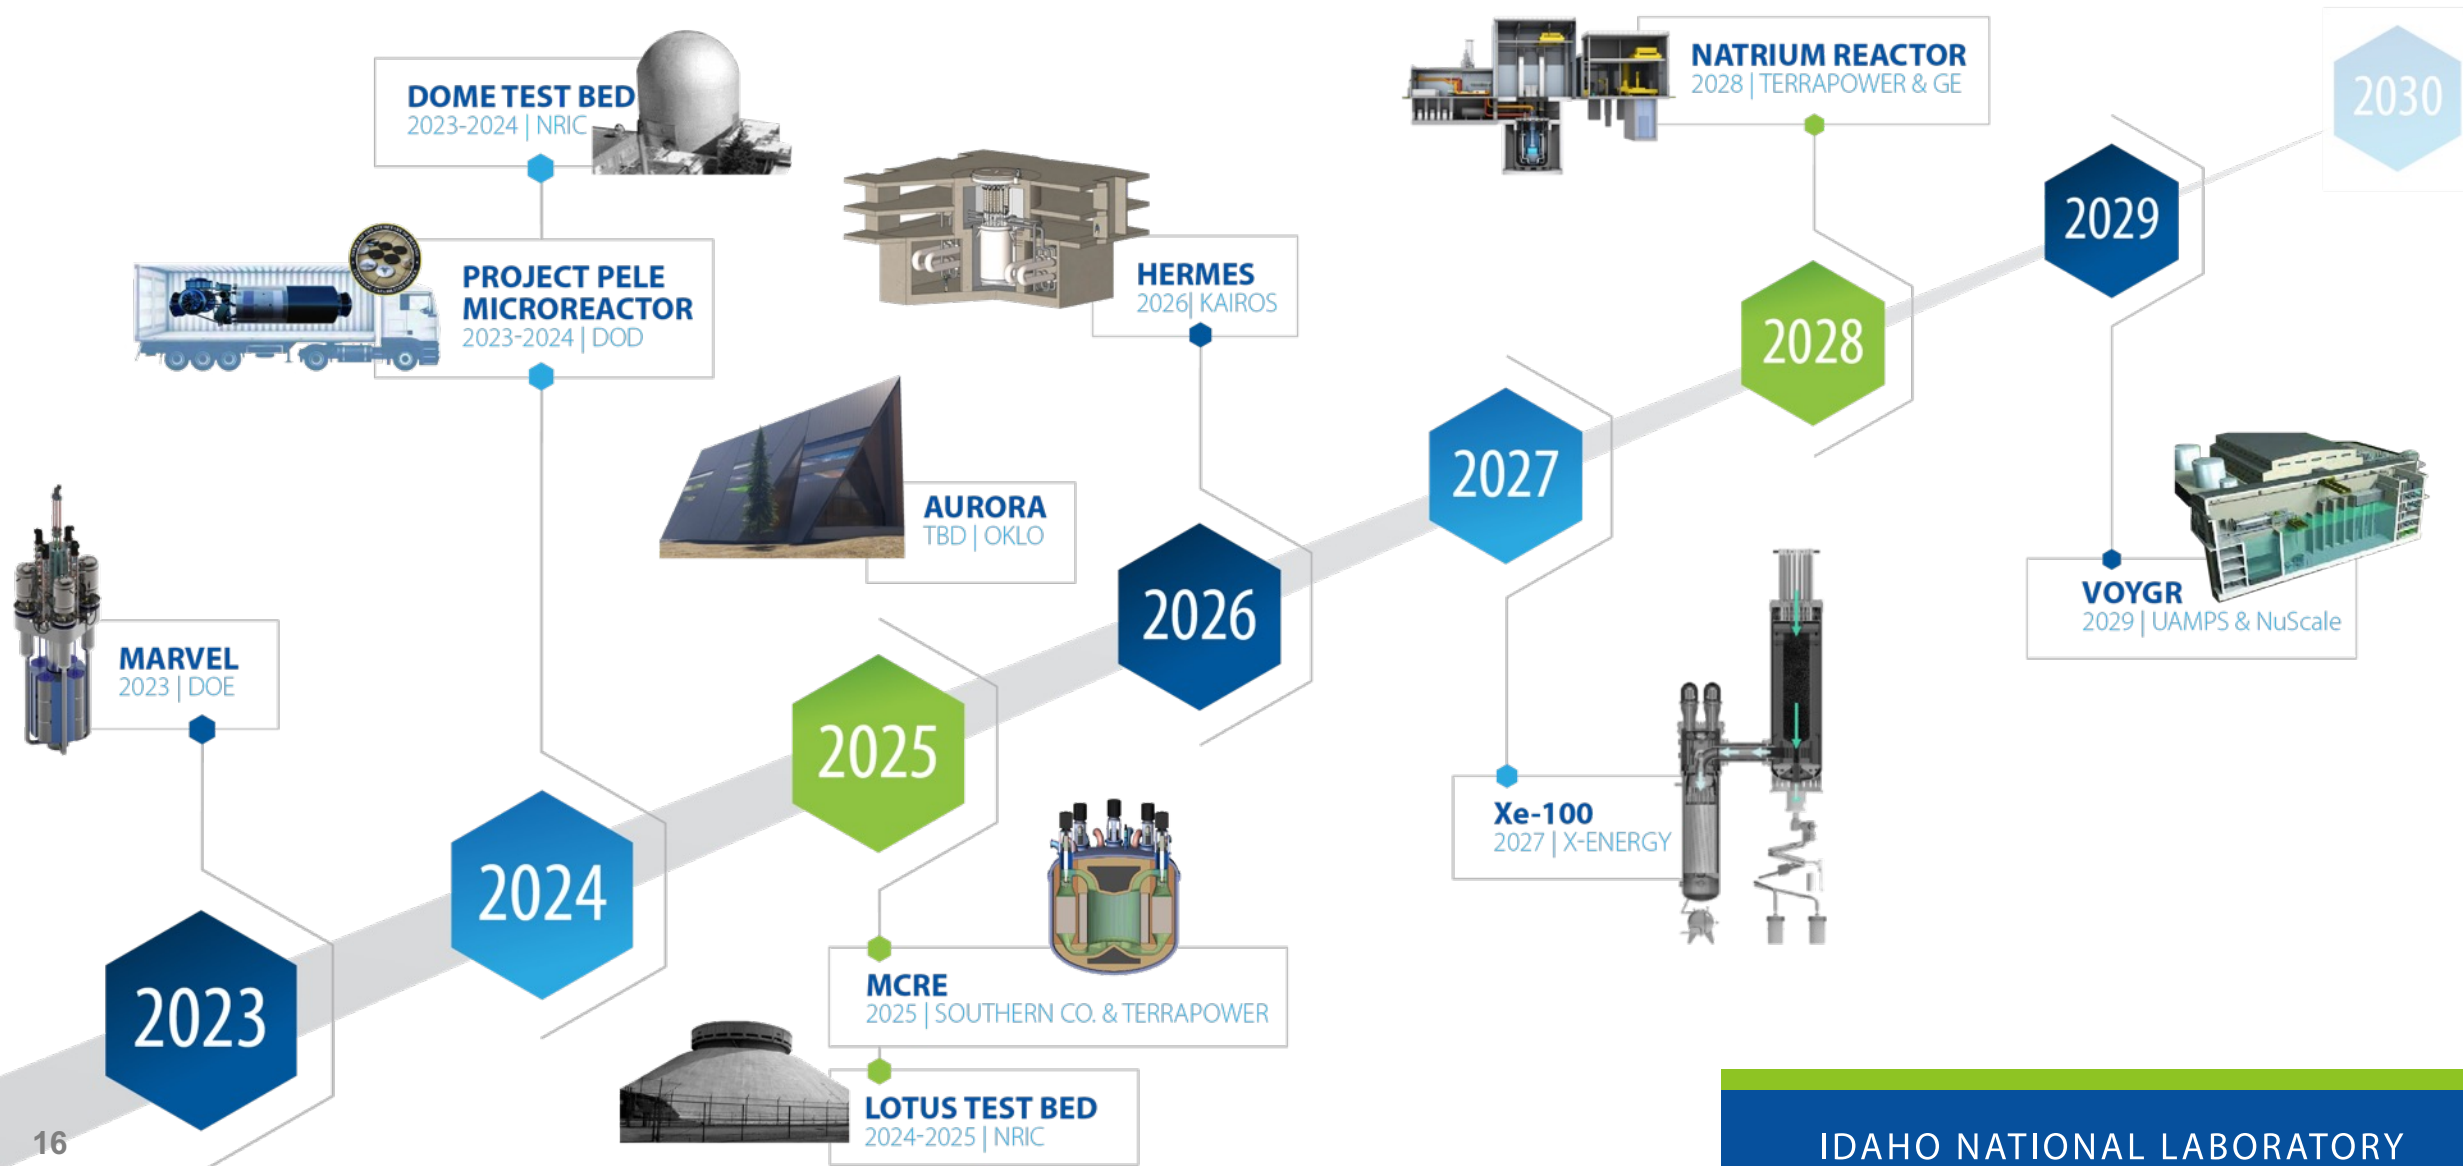 DOME TEST BED
2023-2024 | NRIC
PROJECT PELE
MICROREACTOR
2023-2024 | DOD
MARVEL
2023 | DOE
AURORA
TBD | OKLO
HERMES
2026| KAIROS
NATRIUM REACTOR
2028 | TERRAPOWER & GE
VOYGR
2029 | UAMPS & NuScale
Xe-100
2027 | X-ENERGY
MCRE
2025 | SOUTHERN CO. & TERRAPOWER
LOTUS TEST BED
2024-2025 | NRIC
2023
2024
2025
2026
2027
2028
2029
2030
16
IDAHO NATIONAL LABORATORY